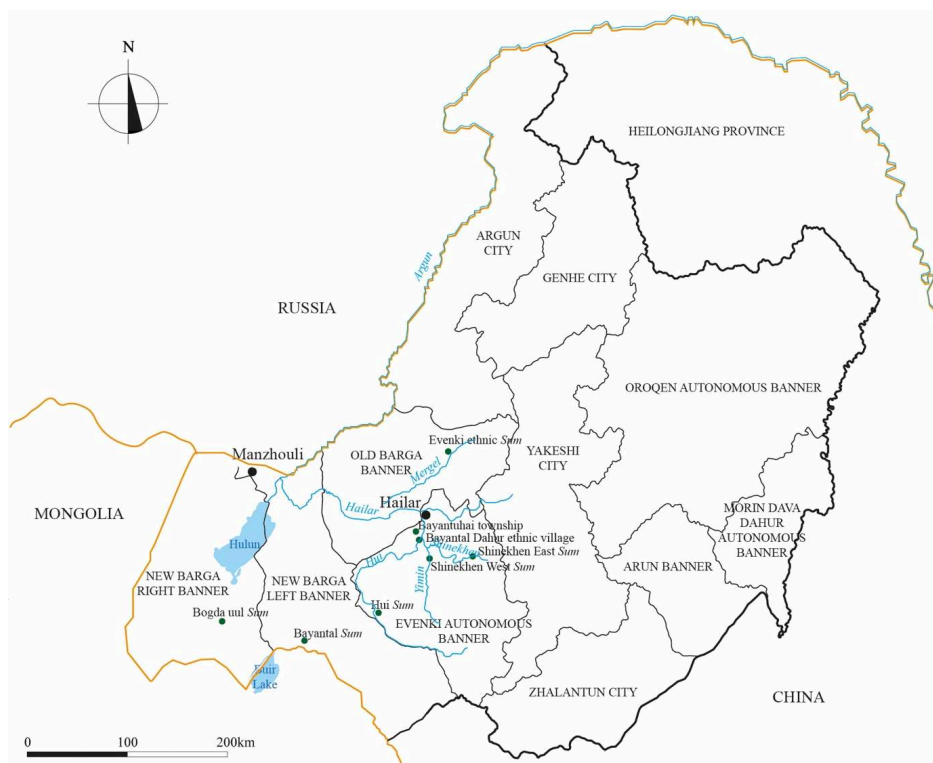 N
HEILONGJIANG PROVINCE
ARGUN
CITY
Argun
GENHE CITY
RUSSIA
OROQEN AUTONOMOUS BANNER
Evenki ethnic Sum
Manzhouli
OLD BARGA
BANNER
Mergel
YAKESHI
CITY
Hailar
Hailar
MONGOLIA
MORIN DAVA
DAHUR
AUTONOMOUS
BANNER
Bayantuhai township
Bayantal Dahur ethnic village
Hulun
Shinekhen
Shinekhen East Sum
Hui
Shinekhen West Sum
ARUN BANNER
NEW BARGA
RIGHT BANNER
NEW BARGA
LEFT BANNER
Yimin
Hui Sum
Bogda uul Sum
EVENKI AUTONOMOUS
BANNER
Bayantal Sum
Buir
Lake
ZHALANTUN CITY
CHINA
0 100 200km